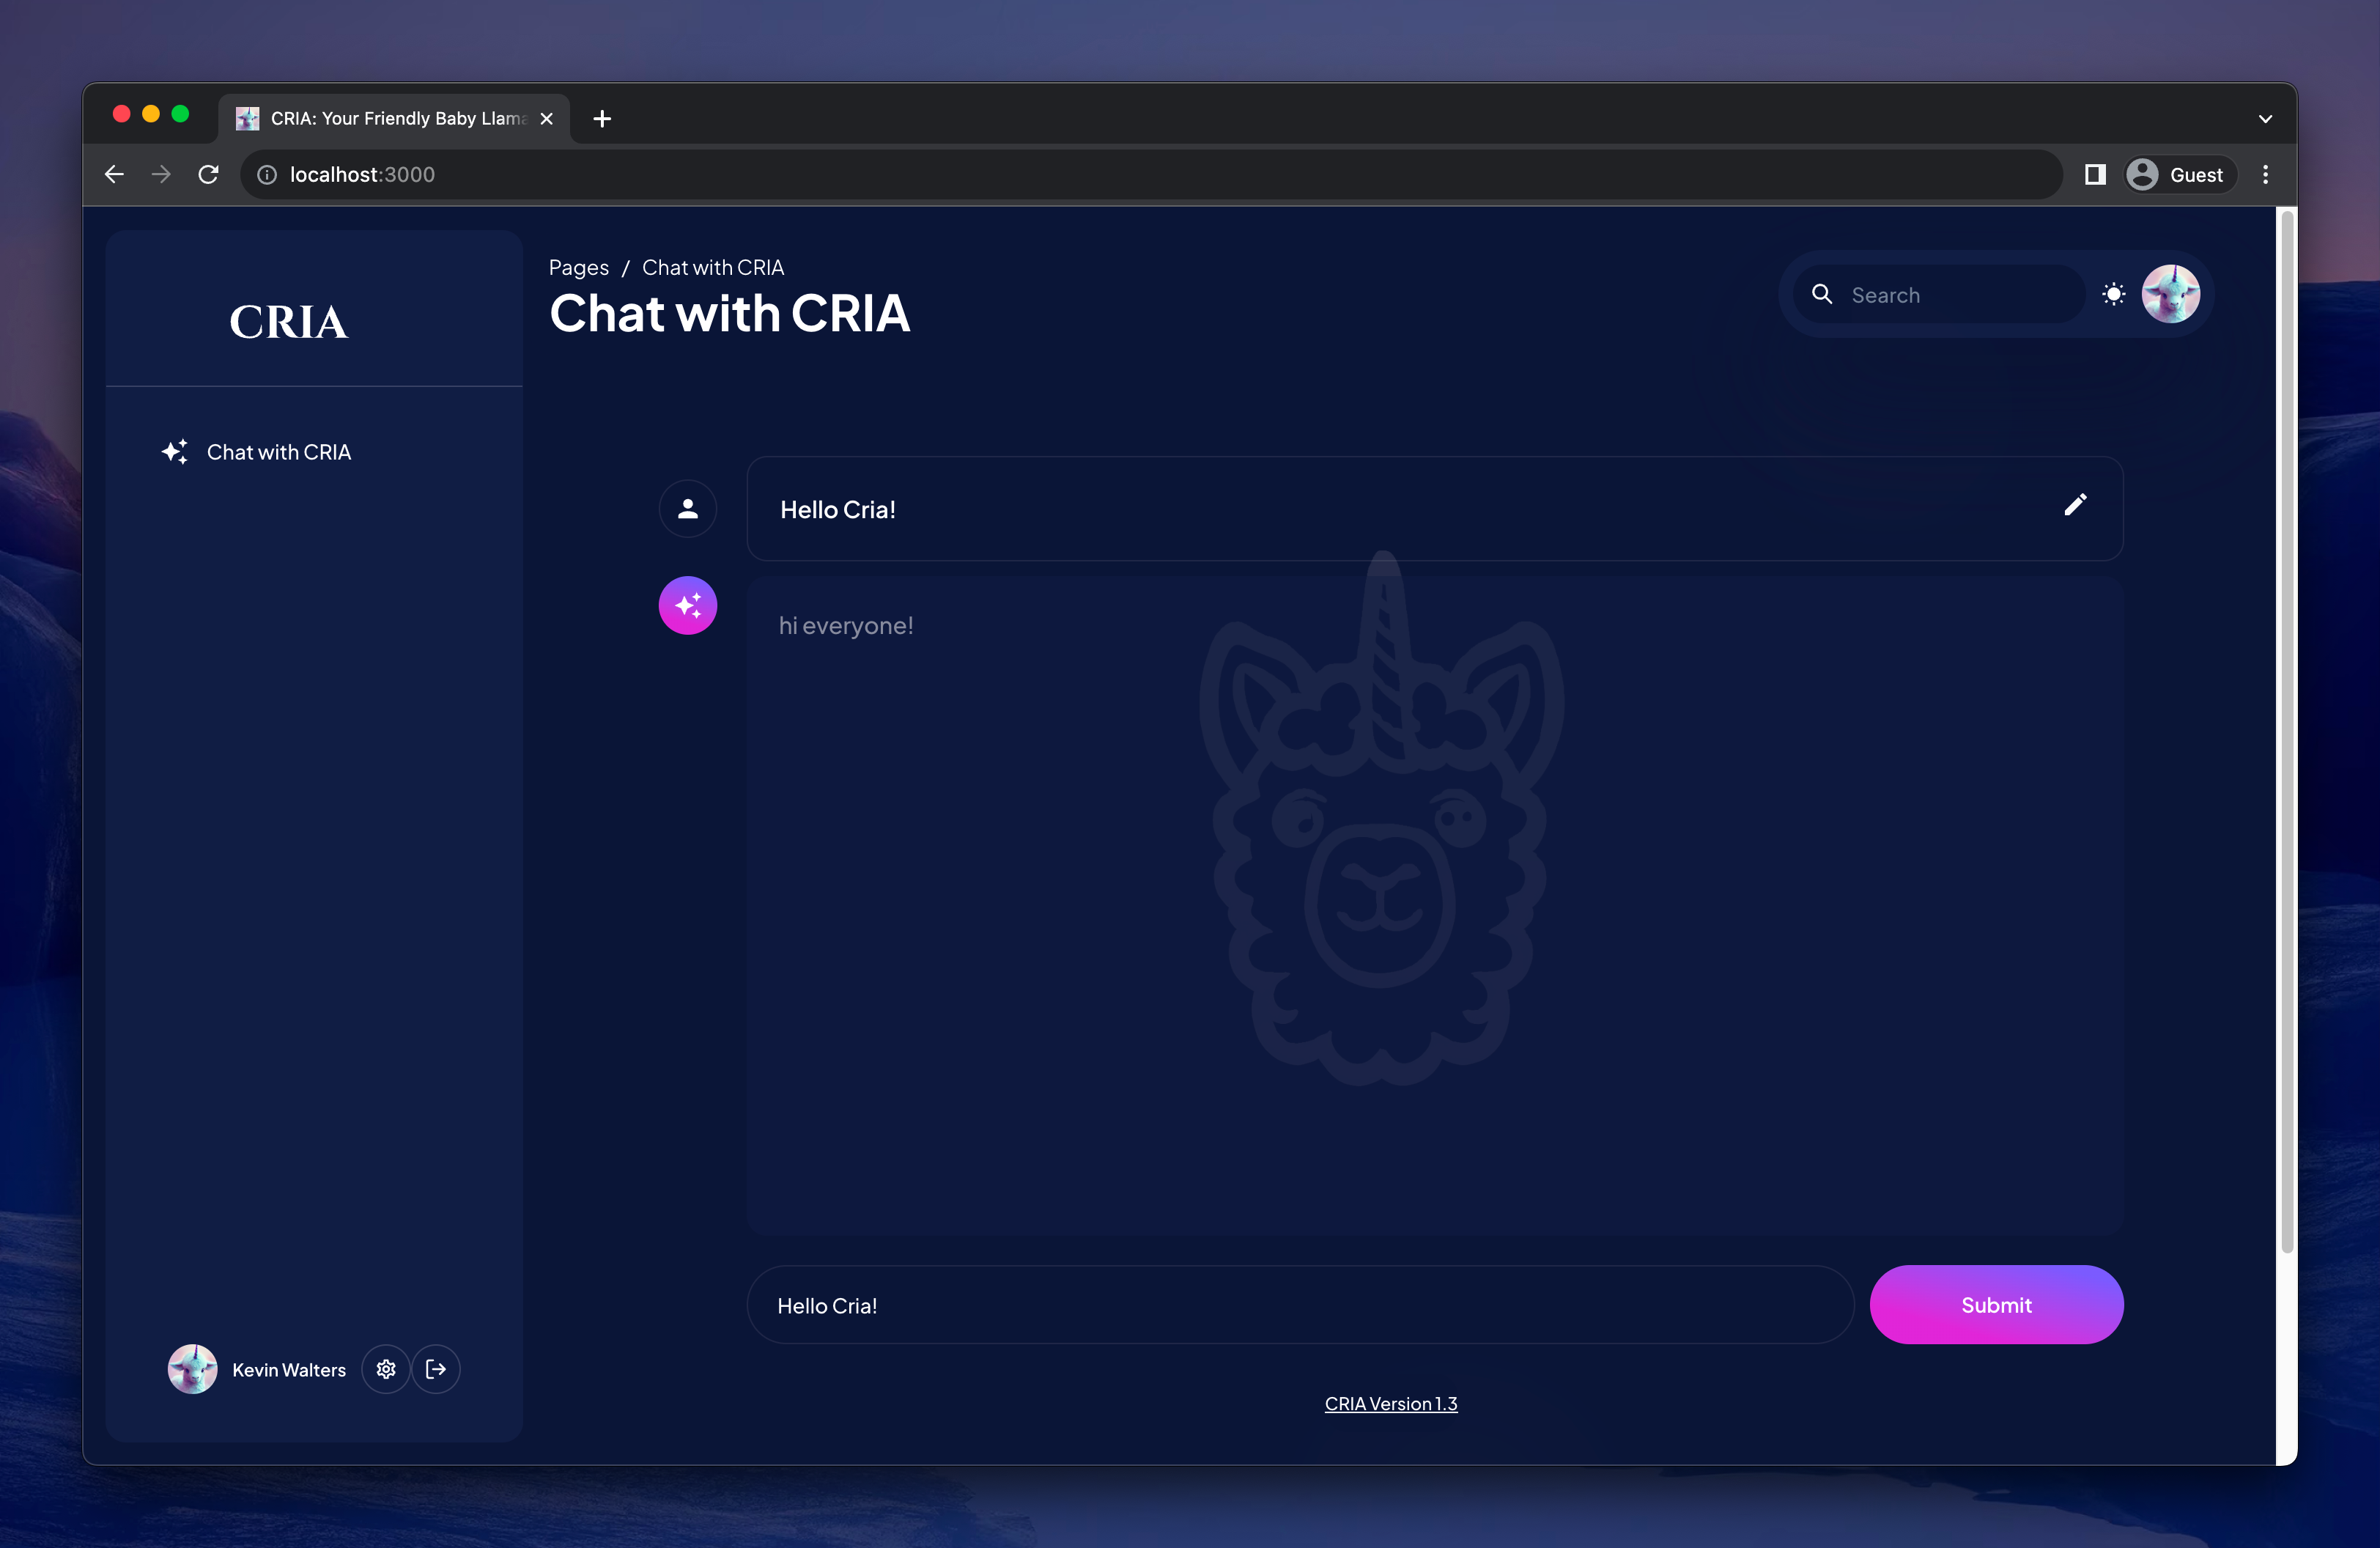 CRIA: Your Friendly Baby Llama
localhost:3000
Guest
CRIA
Chat with CRIA
Pages / Chat with CRIA
Chat with CRIA
Search
Hello Cria!
hi everyone!
Hello Cria!
Submit
Kevin Walters
CRIA Version 1.3